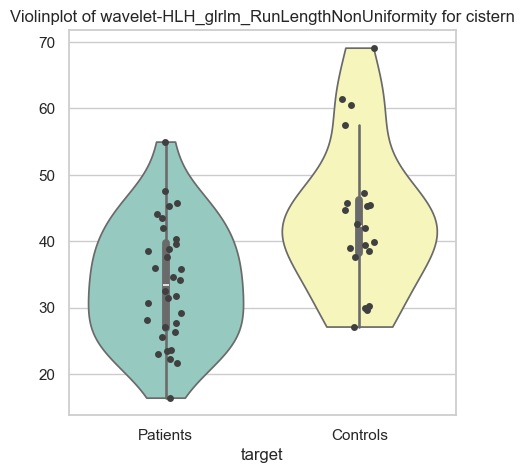 Violinplot of wavelet-HLH_glrlm_RunLengthNonUniformity for cistern
70
60
50
40
30
20
Patients
Controls
target